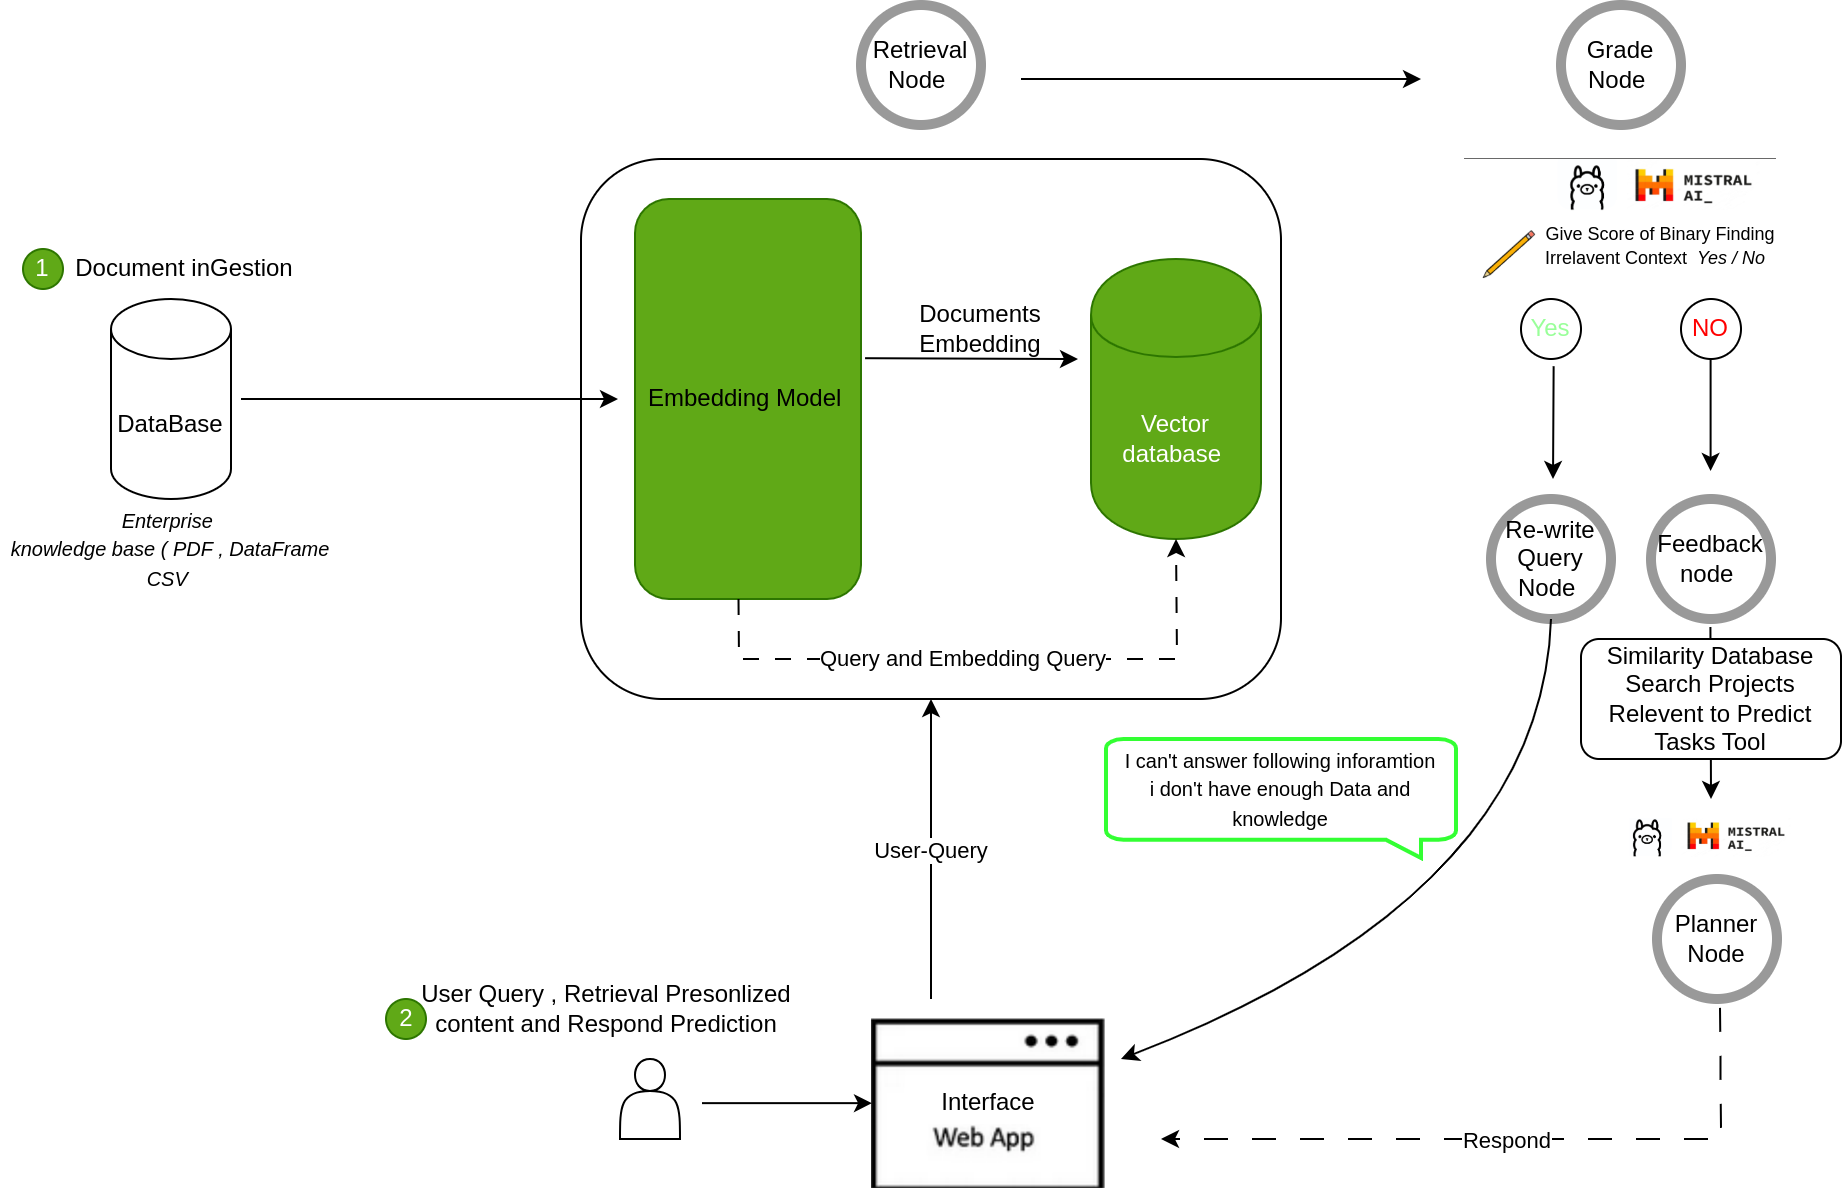 Retrieval
Node
Grade
Node
MISTRAL
AI_
Give Score of Binary Finding
Irrelavent Context Yes / No
1
Document inGestion
DataBase
Enterprise
knowledge base ( PDF , DataFrame
CSV
Embedding Model
Documents
Embedding
Vector
database
Query and Embedding Query
Yes
NO
Re-write
Query
Node
Feedback
node
Similarity Database
Search Projects
Relevent to Predict
Tasks Tool
I can't answer following inforamtion
i don't have enough Data and
knowledge
MISTRAL
AI_
User-Query
Planner
Node
2
User Query , Retrieval Presonlized
content and Respond Prediction
Interface
Web App
Respond